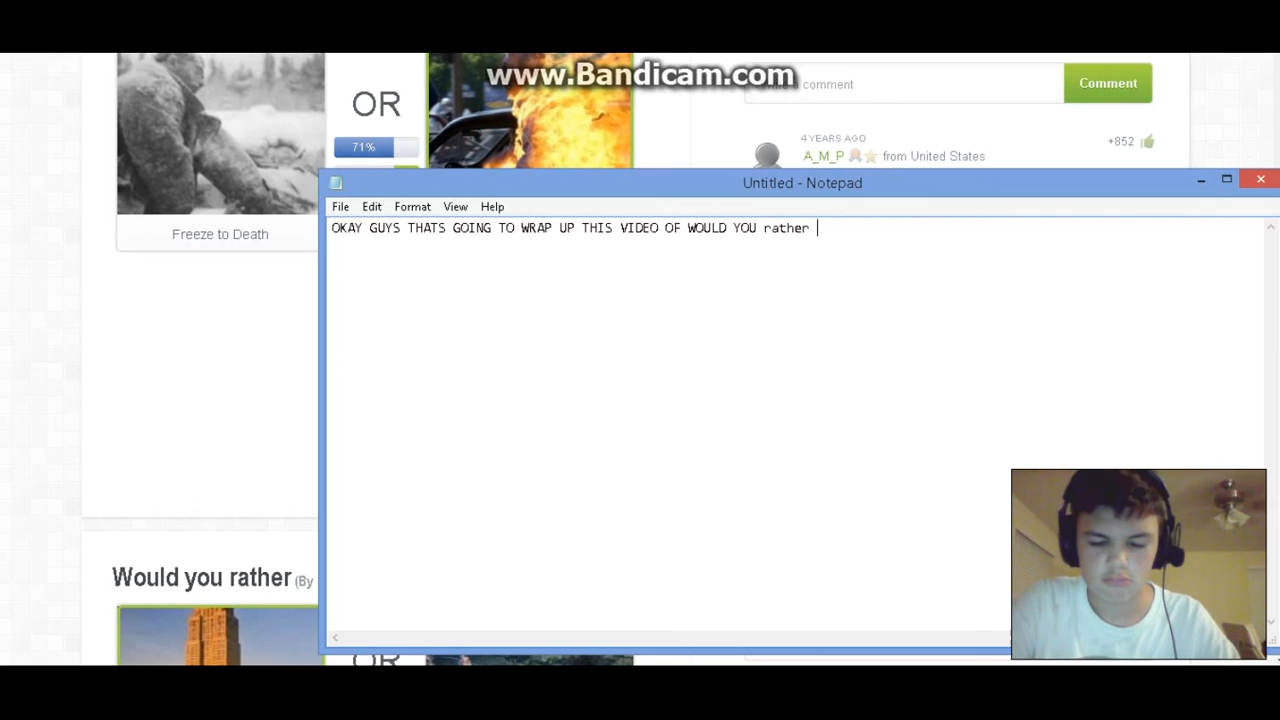 www.Bandicam.com
OR
comment
Comment
71%
4 YEARS AGO
+852
A_M_P from United States
Untitled - Notepad
File Edit Format View Help
Freeze to Death
OKAY GUYS THATS GOING TO WRAP UP THIS VIDEO OF WOULD YOU rather
Would you rather (By
OR